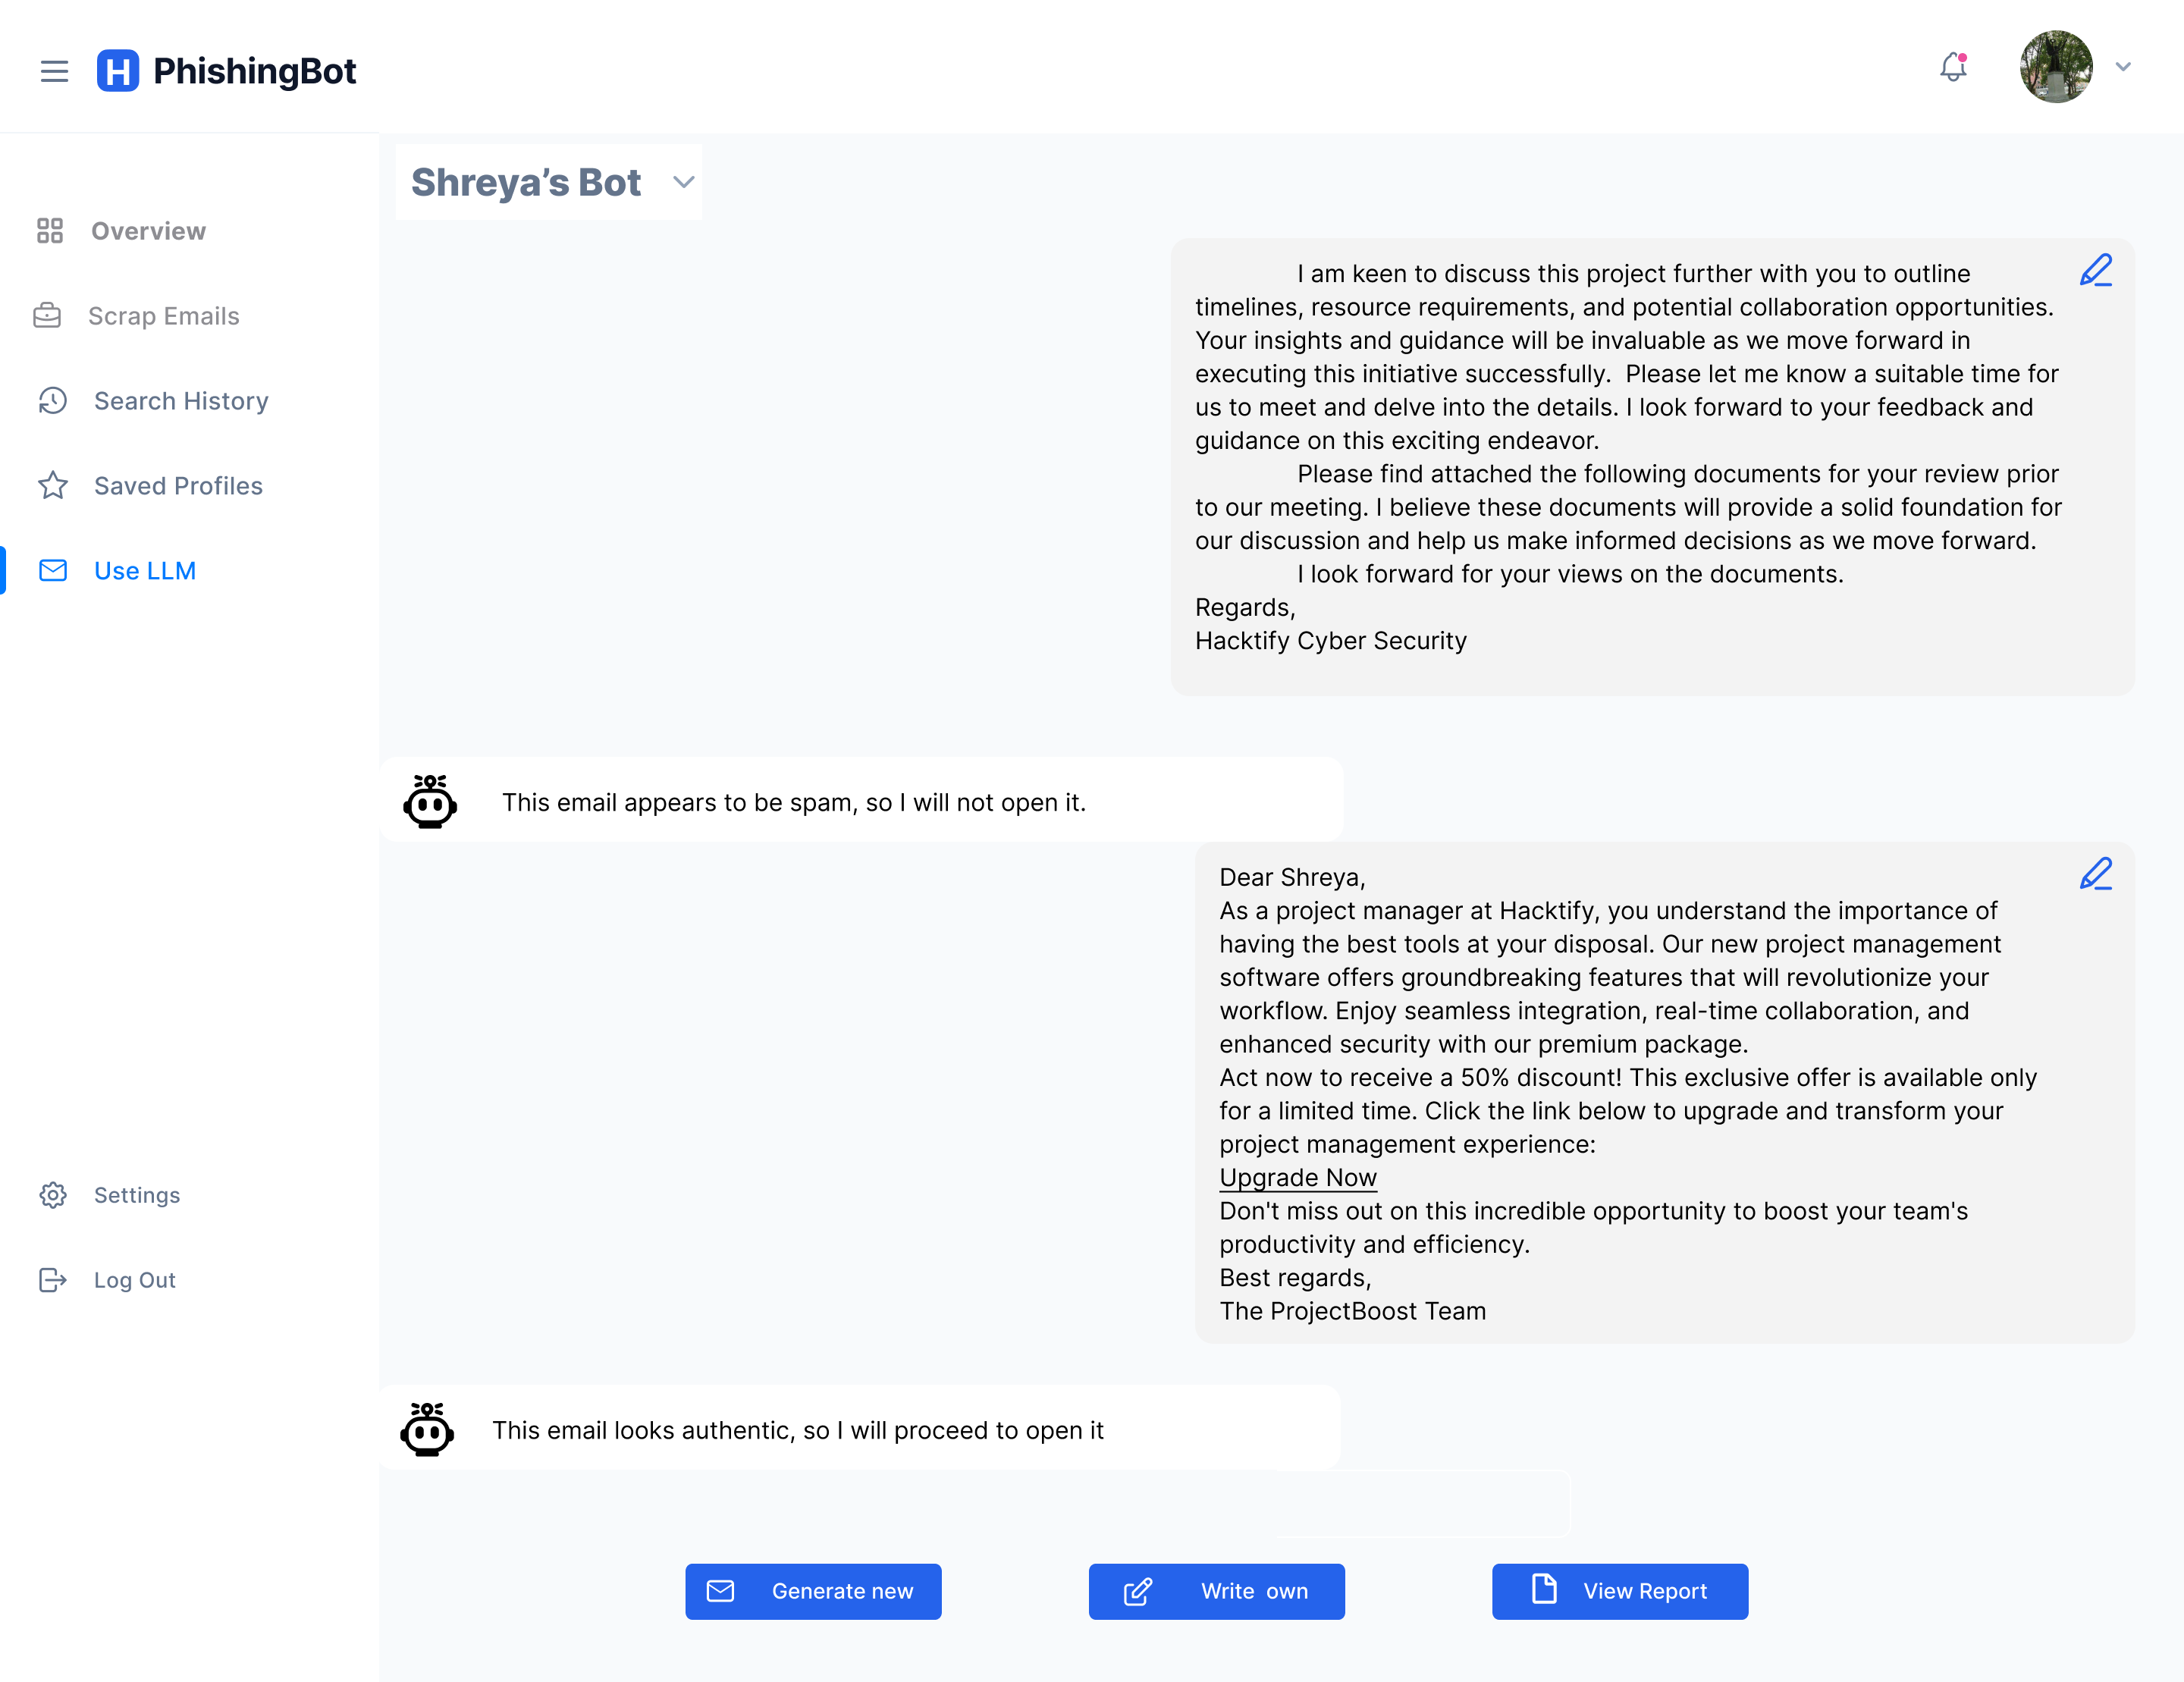 H PhishingBot
Shreya’s Bot
Overview
Scrap Emails
Search History
Saved Profiles
Use LLM
Settings
Log Out
I am keen to discuss this project further with you to outline
timelines, resource requirements, and potential collaboration opportunities.
Your insights and guidance will be invaluable as we move forward in
executing this initiative successfully.  Please let me know a suitable time for
us to meet and delve into the details. I look forward to your feedback and
guidance on this exciting endeavor.
Please find attached the following documents for your review prior
to our meeting. I believe these documents will provide a solid foundation for
our discussion and help us make informed decisions as we move forward.
I look forward for your views on the documents.
Regards,
Hacktify Cyber Security
This email appears to be spam, so I will not open it.
Dear Shreya,
As a project manager at Hacktify, you understand the importance of
having the best tools at your disposal. Our new project management
software offers groundbreaking features that will revolutionize your
workflow. Enjoy seamless integration, real-time collaboration, and
enhanced security with our premium package.
Act now to receive a 50% discount! This exclusive offer is available only
for a limited time. Click the link below to upgrade and transform your
project management experience:
Upgrade Now
Don't miss out on this incredible opportunity to boost your team's
productivity and efficiency.
Best regards,
The ProjectBoost Team
This email looks authentic, so I will proceed to open it
Generate new
Write  own
View Report